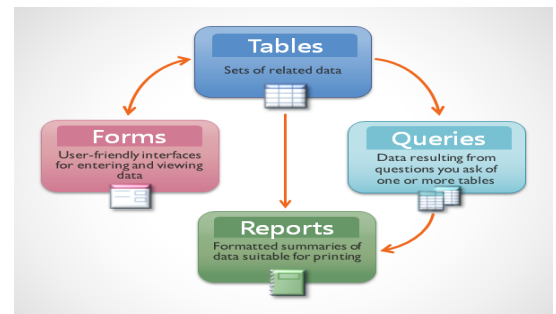 Tables
Sets of related data
Forms
User-friendly interfaces
for entering and viewing
data
Queries
Data resulting from
questions you ask of
one or more tables
Reports
Formatted summaries of
data suitable for printing